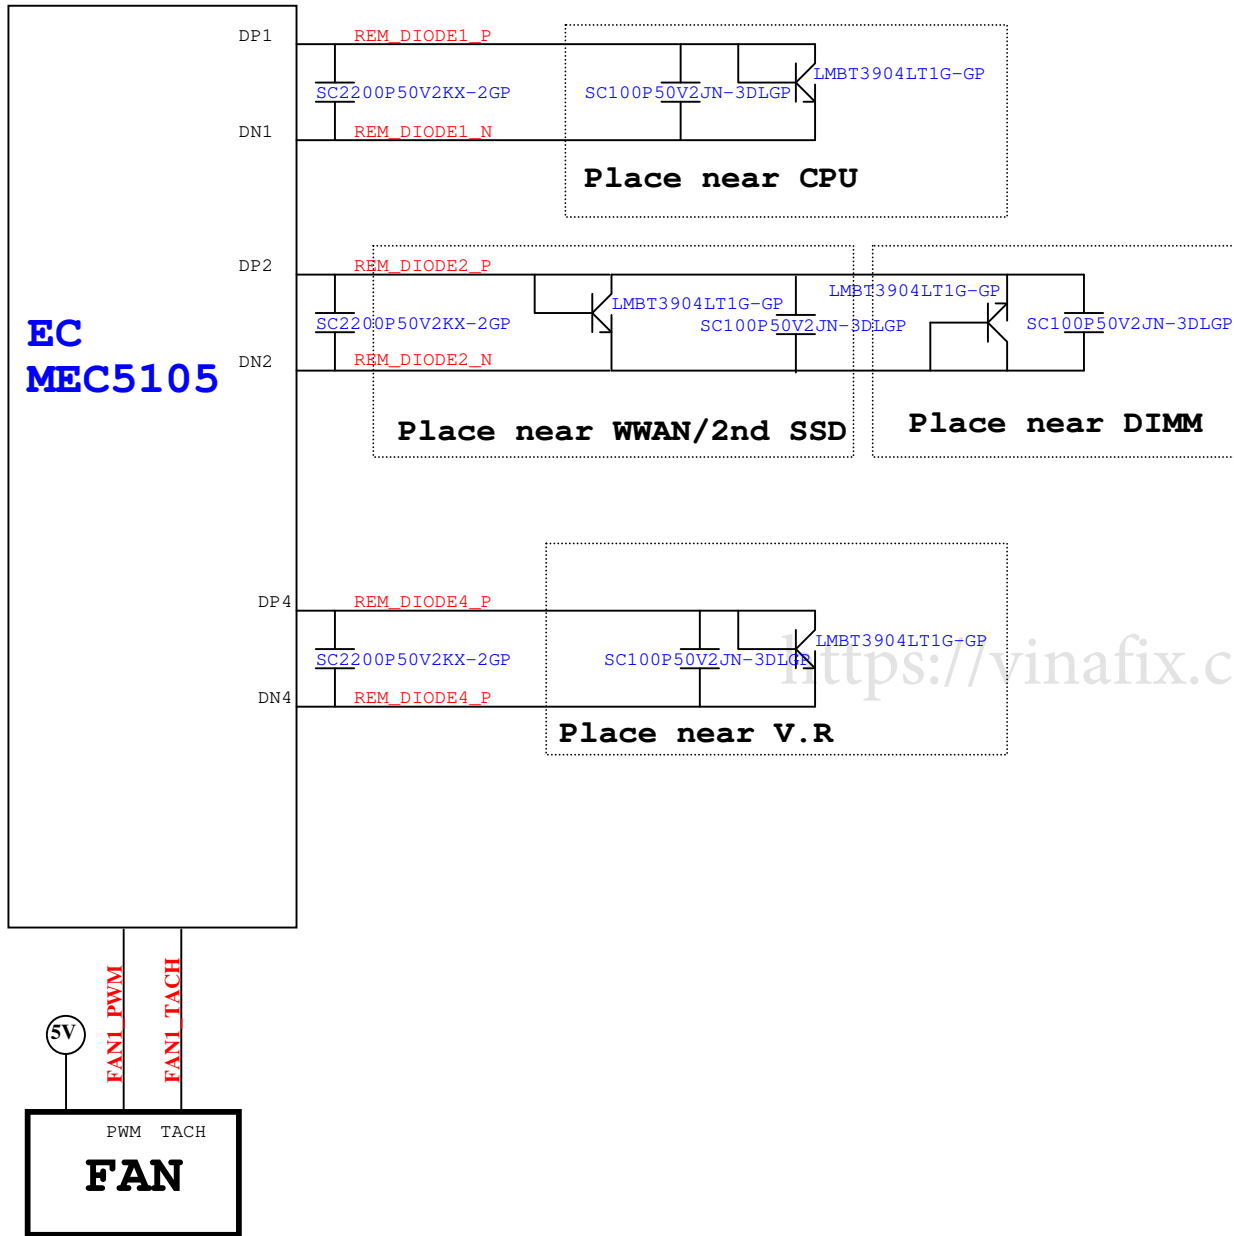 DP1
REM_DIODE1_P
LMBT3904LT1G-GP
SC2200P50V2KX-2GP
SC100P50V2JN-3DLGP
DN1
REM_DIODE1_N
Place near CPU
DP2
REM_DIODE2_P
LMBT3904LT1G-GP
LMBT3904LT1G-GP
SC2200P50V2KX-2GP
SC100P50V2JN-3DLGP
SC100P50V2JN-3DLGP
EC
MEC5105
DN2
REM_DIODE2_N
Place near WWAN/2nd SSD
Place near DIMM
DP4
REM_DIODE4_P
LMBT3904LT1G-GP
SC2200P50V2KX-2GP
SC100P50V2JN-3DLGP
https://vinafix.c
DN4
REM_DIODE4_P
Place near V.R
FAN1_PWM
FAN1_TACH
5V
PWM TACH
FAN